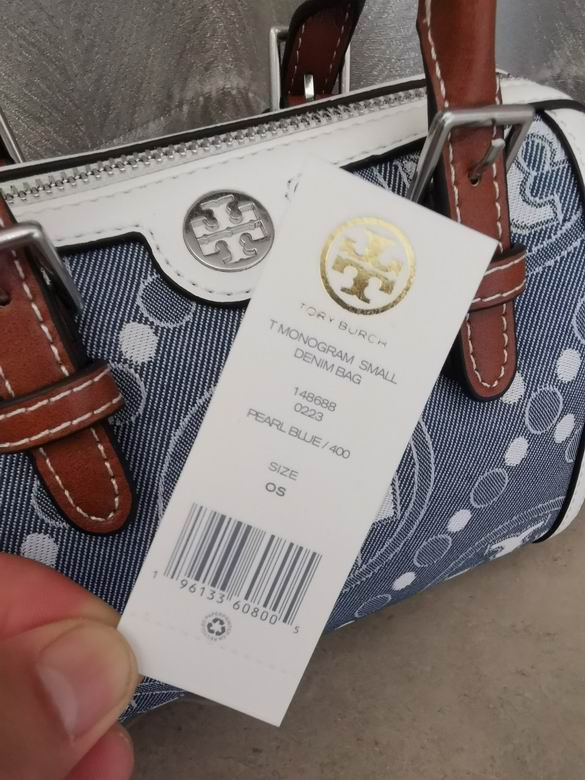 TORY BURCH
T MONOGRAM SMALL
DENIM BAG
148688
0223
PEARL BLUE / 400
SIZE
OS
1 96133 60800 5